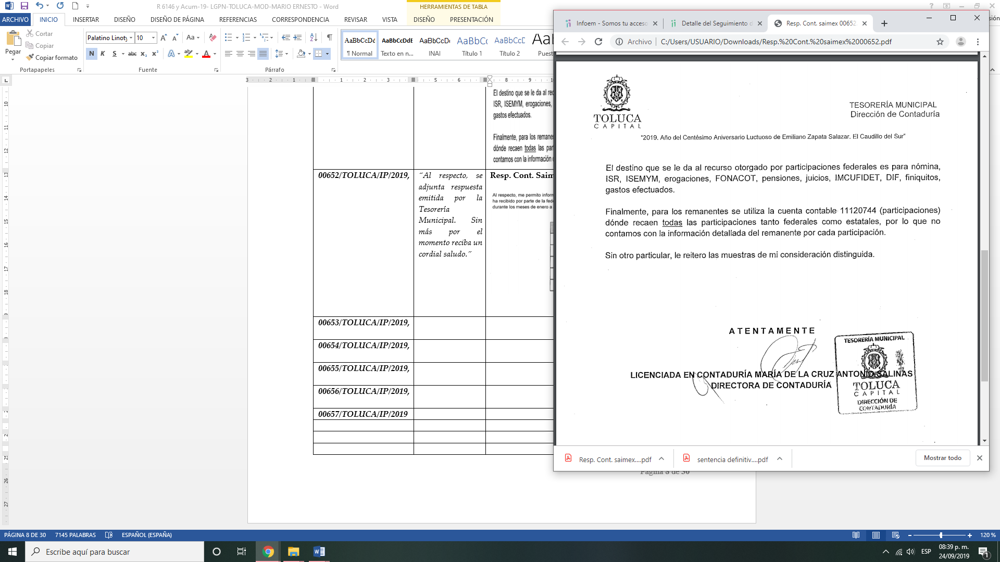 R 6146 y Acum-19- LGPN-TOLUCA-MOD-MARIO ERNESTO - Word
HERRAMIENTAS DE TABLA
ARCHIVO INICIO INSERTAR DISEÑO DISEÑO DE PÁGINA REFERENCIAS CORRESPONDENCIA REVISAR VISTA DISEÑO PRESENTACIÓN
sión
Pegar
Cortar
Copiar
Copiar formato
Portapapeles
Palatino Linoty 10
N K S abc x₂ x²
Fuente
Párrafo
AaBbCcDc AaBbCcDdE AaBbCcDc AaBbCc AaBbCcD Aa
¶ Normal Texto en n... INAI Título 1 Título 2 Puest
El destino que se le da al rec
ISR, ISEMYM, erogaciones,
gastos efectuados.
Finalmente, para los remane
dónde recaen todas las par
contamos con la información
00652/TOLUCA/IP/2019,
“Al respecto, se
adjunta respuesta
emitida por la
Tesorería
Municipal. Sin
más por el
momento reciba un
cordial saludo.”
Resp. Cont. Saim
Al respecto, me permito inform
ha recibido por parte de la fed
durante los meses de enero a
00653/TOLUCA/IP/2019,
00654/TOLUCA/IP/2019,
00655/TOLUCA/IP/2019,
00656/TOLUCA/IP/2019,
00657/TOLUCA/IP/2019
Página 8 de 30
Infoem - Somos tu acceso
Detalle del Seguimiento d
Resp. Cont. saimex 00652
Archivo C:/Users/USUARIO/Downloads/Resp.%20Cont.%20saimex%2000652.pdf
TOLUCA
CAPITAL
TESORERÍA MUNICIPAL
Dirección de Contaduría
"2019. Año del Centésimo Aniversario Luctuoso de Emiliano Zapata Salazar. El Caudillo del Sur"
El destino que se le da al recurso otorgado por participaciones federales es para nómina,
ISR, ISEMYM, erogaciones, FONACOT, pensiones, juicios, IMCUFIDET, DIF, finiquitos,
gastos efectuados.
Finalmente, para los remanentes se utiliza la cuenta contable 11120744 (participaciones)
dónde recaen todas las participaciones tanto federales como estatales, por lo que no
contamos con la información detallada del remanente por cada participación.
Sin otro particular, le reitero las muestras de mi consideración distinguida.
ATENTAMENTE
LICENCIADA EN CONTADURÍA MARÍA DE LA CRUZ ANTONIO SALINAS
DIRECTORA DE CONTADURÍA
TESORERÍA MUNICIPAL
TOLUCA
CAPITAL
DIRECCIÓN DE
CONTADURÍA
Resp. Cont. saimex....pdf
sentencia definitiv....pdf
Mostrar todo
PÁGINA 8 DE 30 7145 PALABRAS ESPAÑOL (ESPAÑA)
120 %
Escribe aquí para buscar
ESP
08:39 p. m.
24/09/2019
1